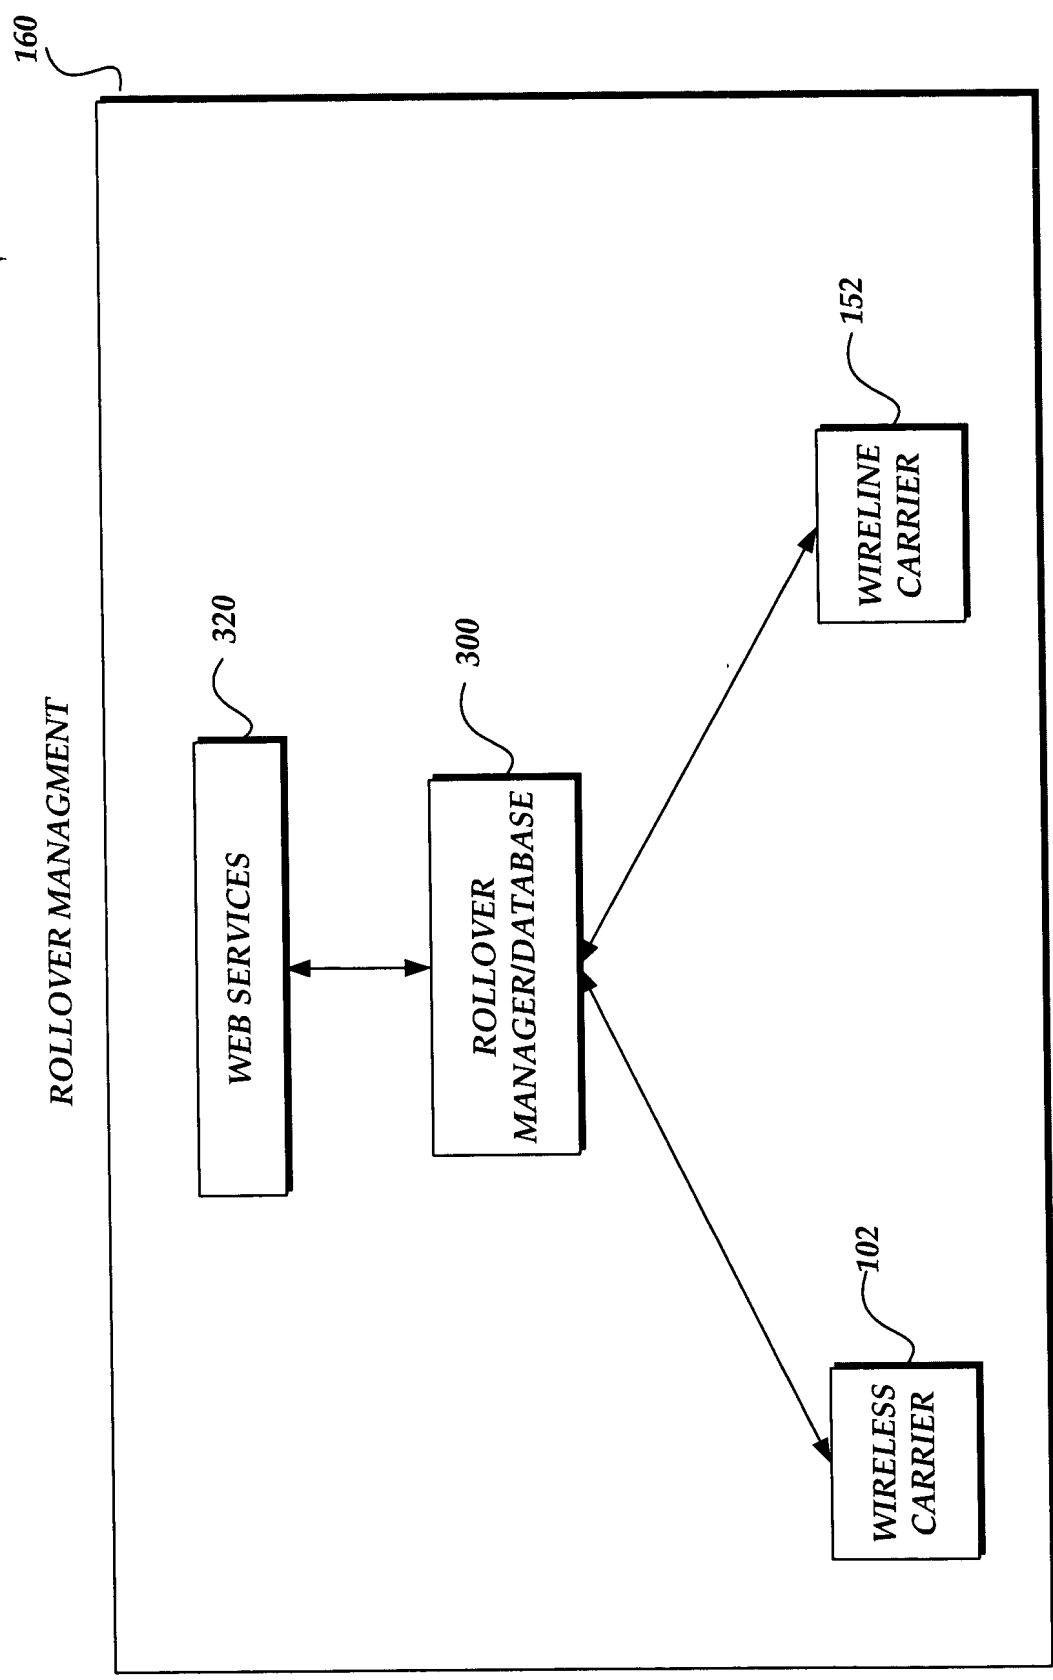 ROLLOVER MANAGMENT
160
WEB SERVICES
320
ROLLOVER
MANAGER/DATABASE
300
WIRELESS
CARRIER
102
WIRELINE
CARRIER
152